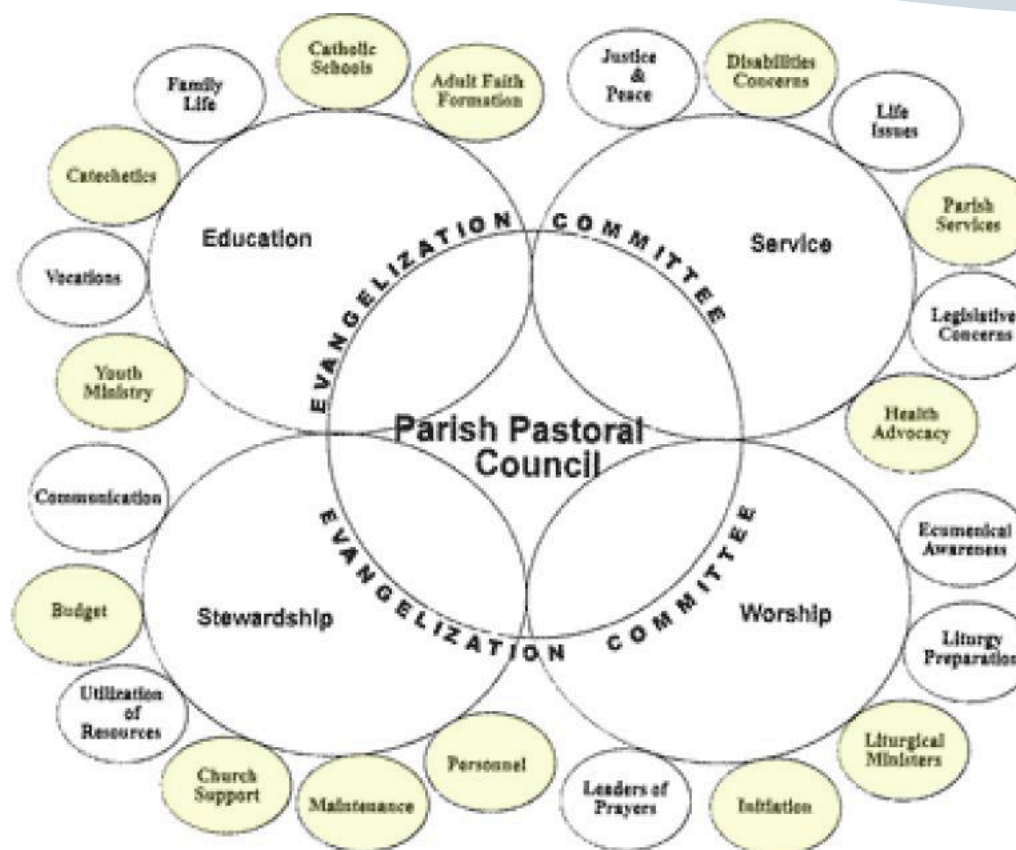 Catholic
Schools
Adult Faith
Formation
Family
Life
Catechetics
Vocations
Youth
Ministry
Education
Justice
&
Peace
Disabilities
Concerns
Life
Issues
Parish
Services
Legislative
Concerns
Health
Advocacy
Service
EVANGELIZATION COMMITTEE
Parish Pastoral
Council
EVANGELIZATION COMMITTEE
Communication
Budget
Utilization
of
Resources
Church
Support
Maintenance
Personnel
Stewardship
Worship
Ecumenical
Awareness
Liturgy
Preparation
Liturgical
Ministers
Initiation
Leaders of
Prayers